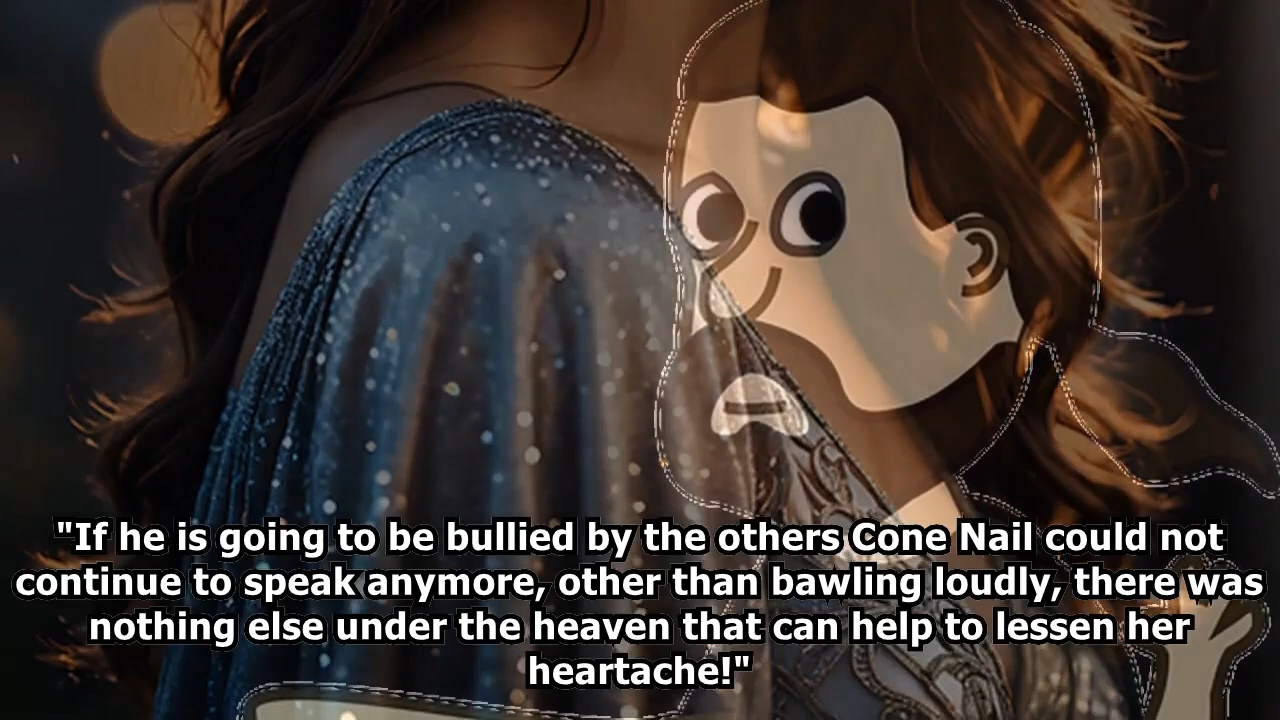 "If he is going to be bullied by the others Cone Nail could not
continue to speak anymore, other than bawling loudly, there was
nothing else under the heaven that can help to lessen her
heartache!"